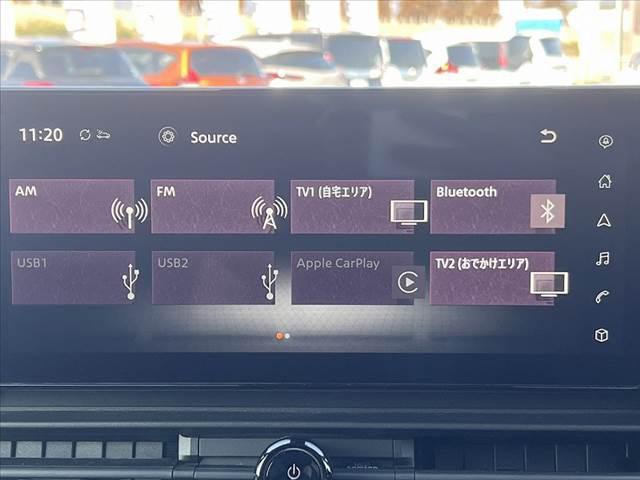 11:20
Source
AM
FM
TV1 (自宅エリア)
Bluetooth
USB1
USB2
Apple CarPlay
TV2 (おでかけエリア)